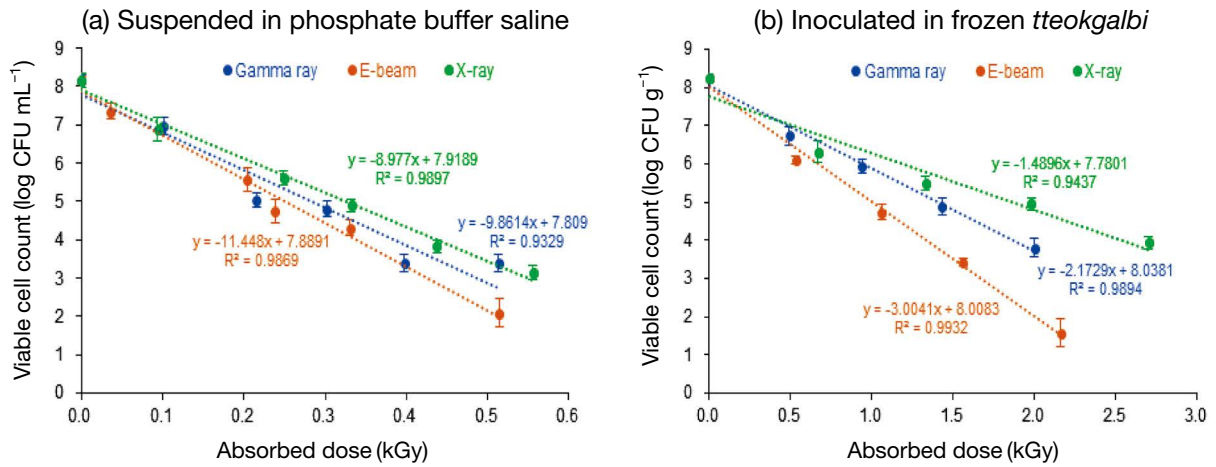 (a) Suspended in phosphate buffer saline
Viable cell count (log CFU mL⁻¹)
9
8
7
6
5
4
3
2
1
0
Gamma ray E-beam X-ray
y = -8.977x + 7.9189
R² = 0.9897
y = -9.8614x + 7.809
R² = 0.9329
y = -11.448x + 7.8891
R² = 0.9869
0.0 0.1 0.2 0.3 0.4 0.5 0.6
Absorbed dose (kGy)
(b) Inoculated in frozen tteokgalbi
Viable cell count (log CFU g⁻¹)
9
8
7
6
5
4
3
2
1
0
Gamma ray E-beam X-ray
y = -1.4896x + 7.7801
R² = 0.9437
y = -2.1729x + 8.0381
R² = 0.9894
y = -3.0041x + 8.0083
R² = 0.9932
0.0 0.5 1.0 1.5 2.0 2.5 3.0
Absorbed dose (kGy)